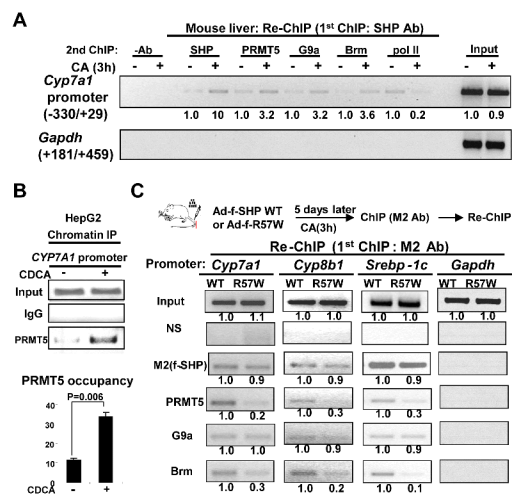 A
Mouse liver: Re-ChIP (1st ChIP: SHP Ab)
2nd ChIP: -Ab SHP PRMT5 G9a Brm pol II Input
CA (3h) - + - + - + - + - + - + - +
Cyp7a1 promoter (-330/+29)
1.0 10 1.0 3.2 1.0 3.2 1.0 3.6 1.0 0.2 1.0 0.9
Gapdh (+181/+459)
B
HepG2
Chromatin IP
CYP7A1 promoter
CDCA - +
Input
IgG
PRMT5
PRMT5 occupancy
P=0.006
40
30
20
10
0
CDCA - +
C
Ad-f-SHP WT
or Ad-f-R57W
5 days later
CA(3h)
ChIP (M2 Ab)
Re-ChIP
Re-ChIP (1st ChIP: M2 Ab)
Promoter: Cyp7a1 Cyp8b1 Srebp-1c Gapdh
WT R57W WT R57W WT R57W WT R57W
Input
1.0 1.1 1.0 1.0 1.0 1.0 1.0 1.0
NS
M2(f-SHP)
1.0 0.9 1.0 0.9 1.0 0.9
PRMT5
1.0 0.2 1.0 0.3 1.0 0.3
G9a
1.0 1.0 1.0 0.9 1.0 0.9
Brm
1.0 0.3 1.0 0.2 1.0 0.1